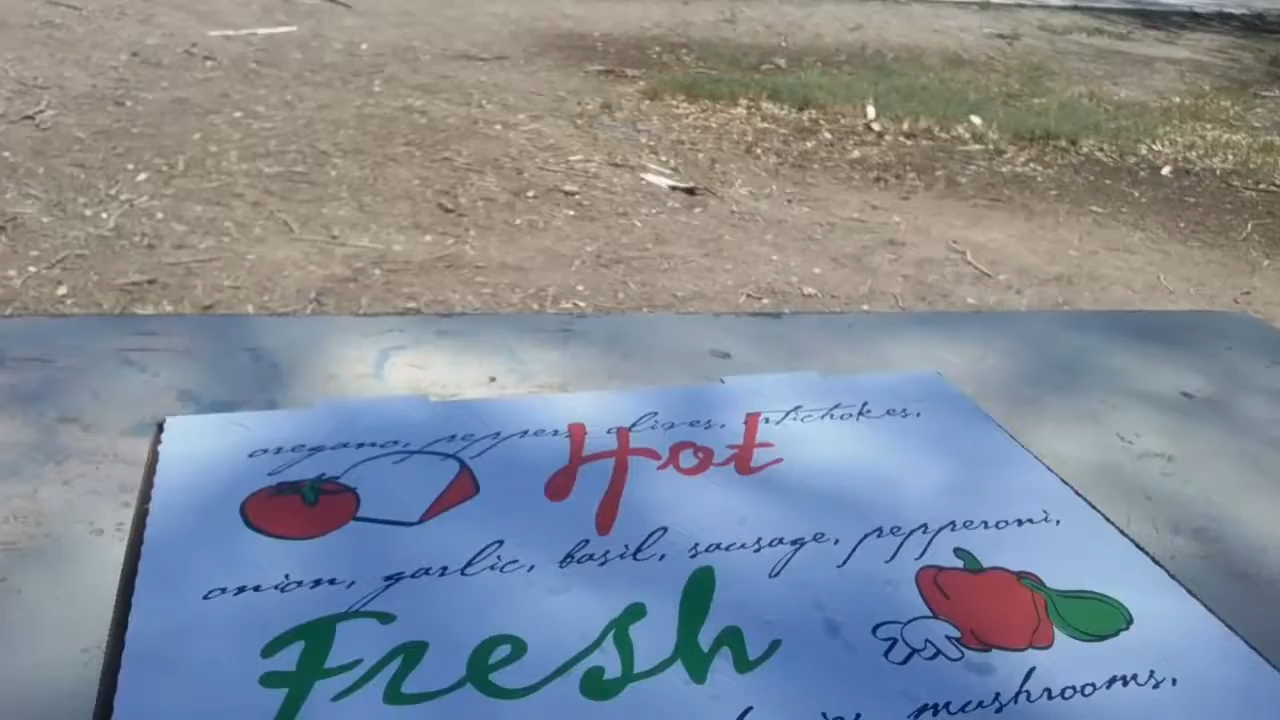 oregano, peppers, olives, artichokes,
Hot
onion, garlic, basil, sausage, pepperoni,
Fresh
mushrooms,